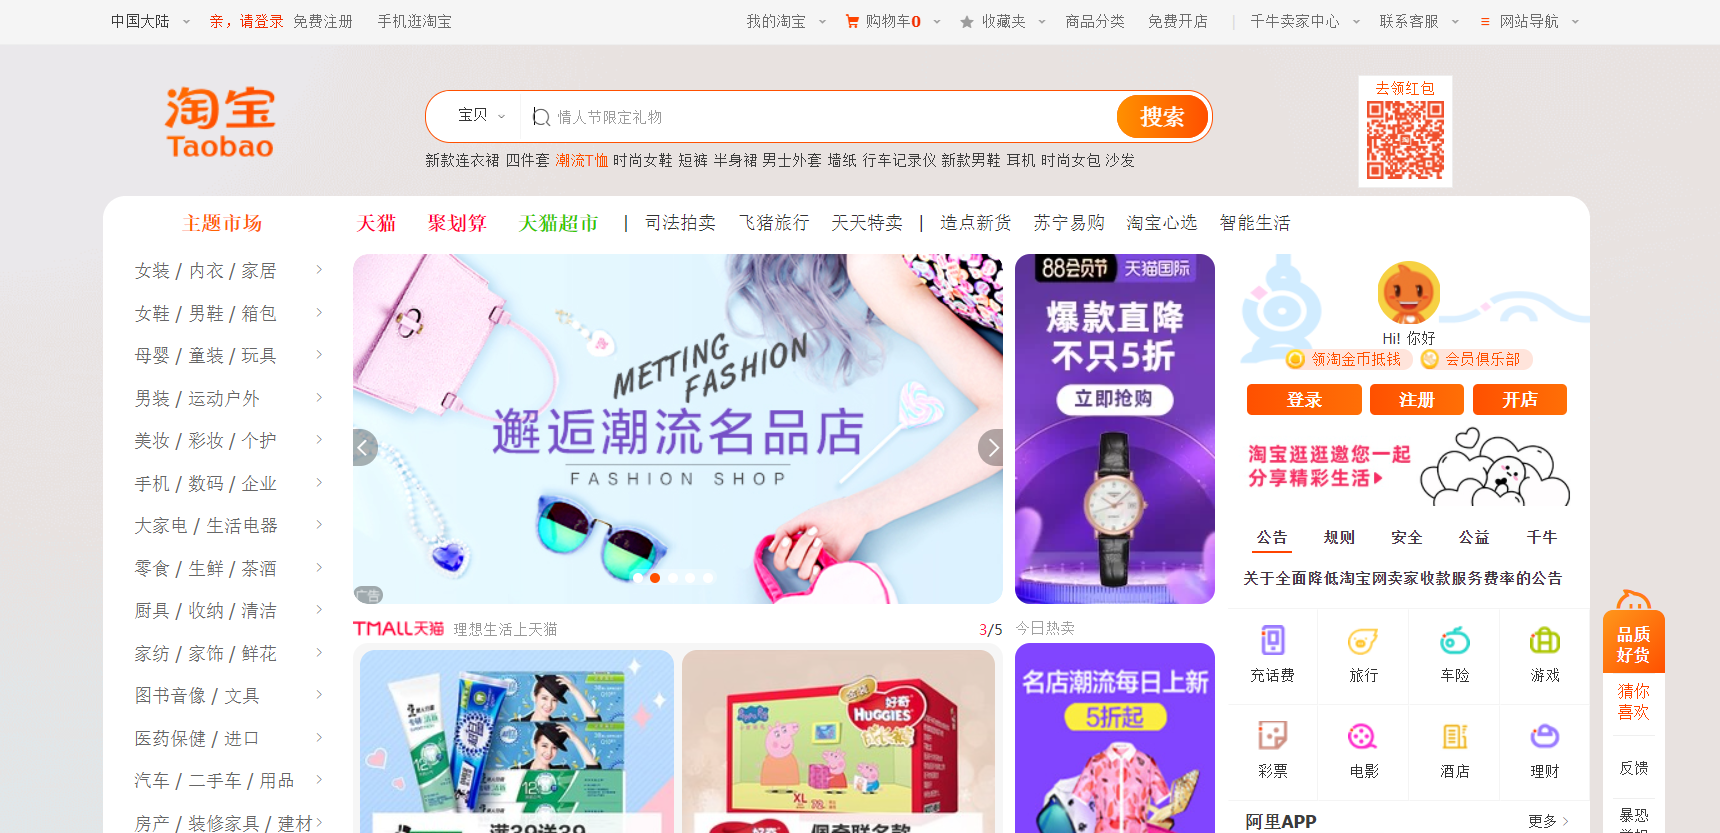 中国大陆 亲，请登录 免费注册 手机逛淘宝 我的淘宝 购物车0 收藏夹 商品分类 免费开店 | 千牛卖家中心 联系客服 网站导航
淘宝
Taobao
宝贝 情人节限定礼物 搜索
新款连衣裙 四件套 潮流T恤 时尚女鞋 短裤 半身裙 男士外套 墙纸 行车记录仪 新款男鞋 耳机 时尚女包 沙发
去领红包
主题市场 天猫 聚划算 天猫超市 | 司法拍卖 飞猪旅行 天天特卖 | 造点新货 苏宁易购 淘宝心选 智能生活
女装 / 内衣 / 家居
女鞋 / 男鞋 / 箱包
母婴 / 童装 / 玩具
男装 / 运动户外
美妆 / 彩妆 / 个护
手机 / 数码 / 企业
大家电 / 生活电器
零食 / 生鲜 / 茶酒
厨具 / 收纳 / 清洁
家纺 / 家饰 / 鲜花
图书音像 / 文具
医药保健 / 进口
汽车 / 二手车 / 用品
房产 / 装修家具 / 建材
METTING
FASHION
邂逅潮流名品店
FASHION SHOP
广告
88会员节 天猫国际
爆款直降
不只5折
立即抢购
Hi! 你好
领淘金币抵钱 会员俱乐部
登录 注册 开店
淘宝逛逛邀您一起
分享精彩生活
公告 规则 安全 公益 千牛
关于全面降低淘宝网卖家收款服务费率的公告
TMALL天猫 理想生活上天猫 3/5
今日热卖
满39送39
好奇
HUGGIES
XL
佩奇联名款
名店潮流每日上新
5折起
充话费 旅行 车险 游戏
彩票 电影 酒店 理财
阿里APP 更多
品质
好货
猜你
喜欢
反馈
暴恐